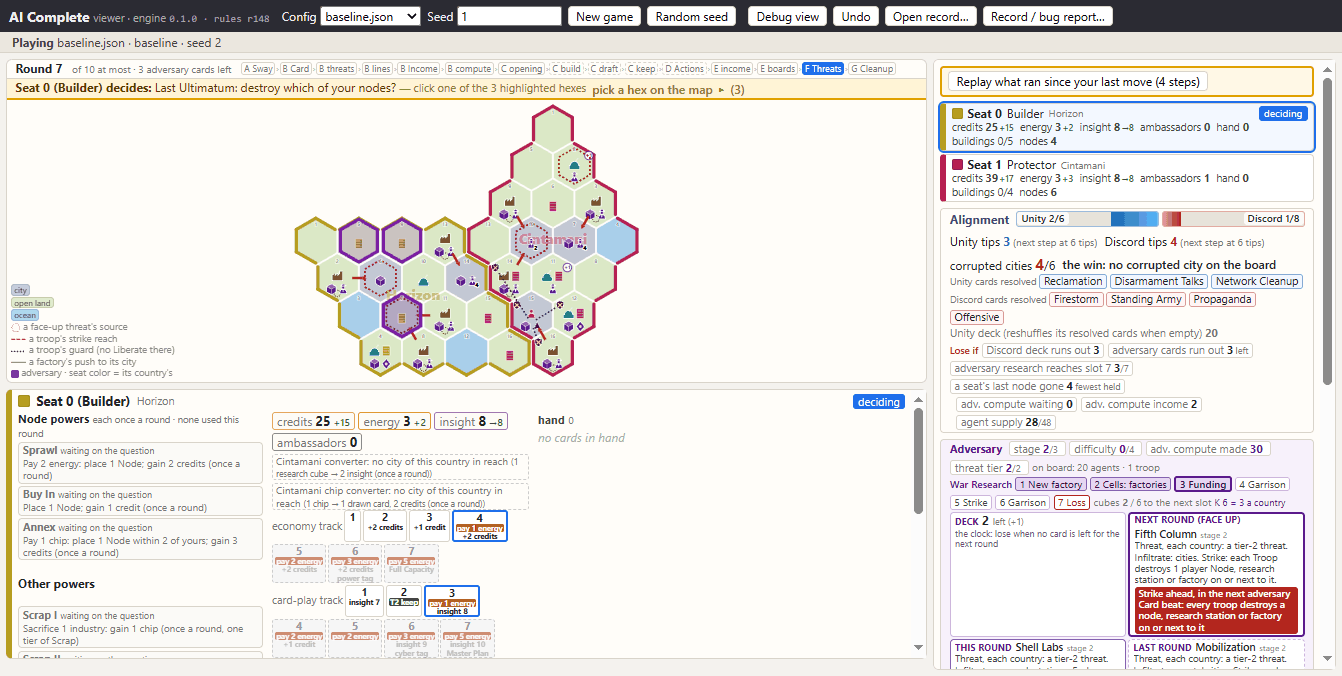 AI Complete viewer · engine 0.1.0 · rules r148 Config baseline.json Seed 1 New game Random seed Debug view Undo Open record... Record / bug report...
Playing baseline.json · baseline · seed 2
Round 7 of 10 at most · 3 adversary cards left A Sway B Card B threats B lines B Income B compute C opening C build C draft C keep D Actions E income E boards F Threats G Cleanup
Seat 0 (Builder) decides: Last Ultimatum: destroy which of your nodes? — click one of the 3 highlighted hexes pick a hex on the map ▸ (3)
Cintamani
city
open land
ocean
a face-up threat's source
a troop's strike reach
a troop's guard (no Liberate there)
a factory's push to its city
adversary · seat color = its country's
Seat 0 (Builder) Horizon deciding
Node powers each once a round · none used this
round
Sprawl waiting on the question
Pay 2 energy: place 1 Node; gain 2 credits (once a
round)
Buy In waiting on the question
Place 1 Node; gain 1 credit (once a round)
Annex waiting on the question
Pay 1 chip: place 1 Node within 2 of yours; gain 3
credits (once a round)
Other powers
Scrap I waiting on the question
Sacrifice 1 industry: gain 1 chip (once a round, one
tier of Scrap)
credits 25 +15 energy 3 +2 insight 8 →8
ambassadors 0
Cintamani converter: no city of this country in reach (1
research cube → 2 insight (once a round))
Cintamani chip converter: no city of this country in
reach (1 chip → 1 drawn card, 2 credits (once a round))
economy track 1 2 +2 credits 3 +1 credit 4 pay 1 energy +2 credits
5 pay 2 energy +2 credits 6 pay 3 energy +2 credits power tag 7 pay 4 energy Full Capacity
card-play track 1 insight 7 2 T2 keep 3 pay 1 energy insight 8
4 pay 2 energy +1 credit 5 pay 2 energy 6 pay 3 energy insight 9 cyber tag 7 pay 5 energy insight 10 Master Plan
hand 0
no cards in hand
Replay what ran since your last move (4 steps)
Seat 0 Builder Horizon deciding
credits 25 +15 energy 3 +2 insight 8 →8 ambassadors 0 hand 0
buildings 0/5 nodes 4
Seat 1 Protector Cintamani
credits 39 +17 energy 3 +3 insight 8 →8 ambassadors 1 hand 0
buildings 0/4 nodes 6
Alignment Unity 2/6 Discord 1/8
Unity tips 3 (next step at 6 tips) Discord tips 4 (next step at 6 tips)
corrupted cities 4/6 the win: no corrupted city on the board
Unity cards resolved Reclamation Disarmament Talks Network Cleanup
Discord cards resolved Firestorm Standing Army Propaganda
Offensive
Unity deck (reshuffles its resolved cards when empty) 20
Lose if Discord deck runs out 3 adversary cards run out 3 left
adversary research reaches slot 7 3/7
a seat's last node gone 4 fewest held
adv. compute waiting 0 adv. compute income 2
agent supply 28/48
Adversary stage 2/3 difficulty 0/4 adv. compute made 30
threat tier 2/2 on board: 20 agents · 1 troop
War Research 1 New factory 2 Cells: factories 3 Funding 4 Garrison
5 Strike 6 Garrison 7 Loss cubes 2 / 6 to the next slot K 6 = 3 a country
DECK 2 left (+1)
the clock: lose when no card is left for the
next round
NEXT ROUND (FACE UP)
Fifth Column stage 2
Threat, each country: a tier-2 threat.
Infiltrate: cities. Strike: each Troop
destroys 1 player Node, research
station or factory on or next to it.
Strike ahead, in the next adversary
Card beat: every troop destroys a
node, research station or factory
on or next to it
THIS ROUND Shell Labs stage 2
Threat, each country: a tier-2 threat.
LAST ROUND Mobilization stage 2
Threat, each country: a tier-2 threat.